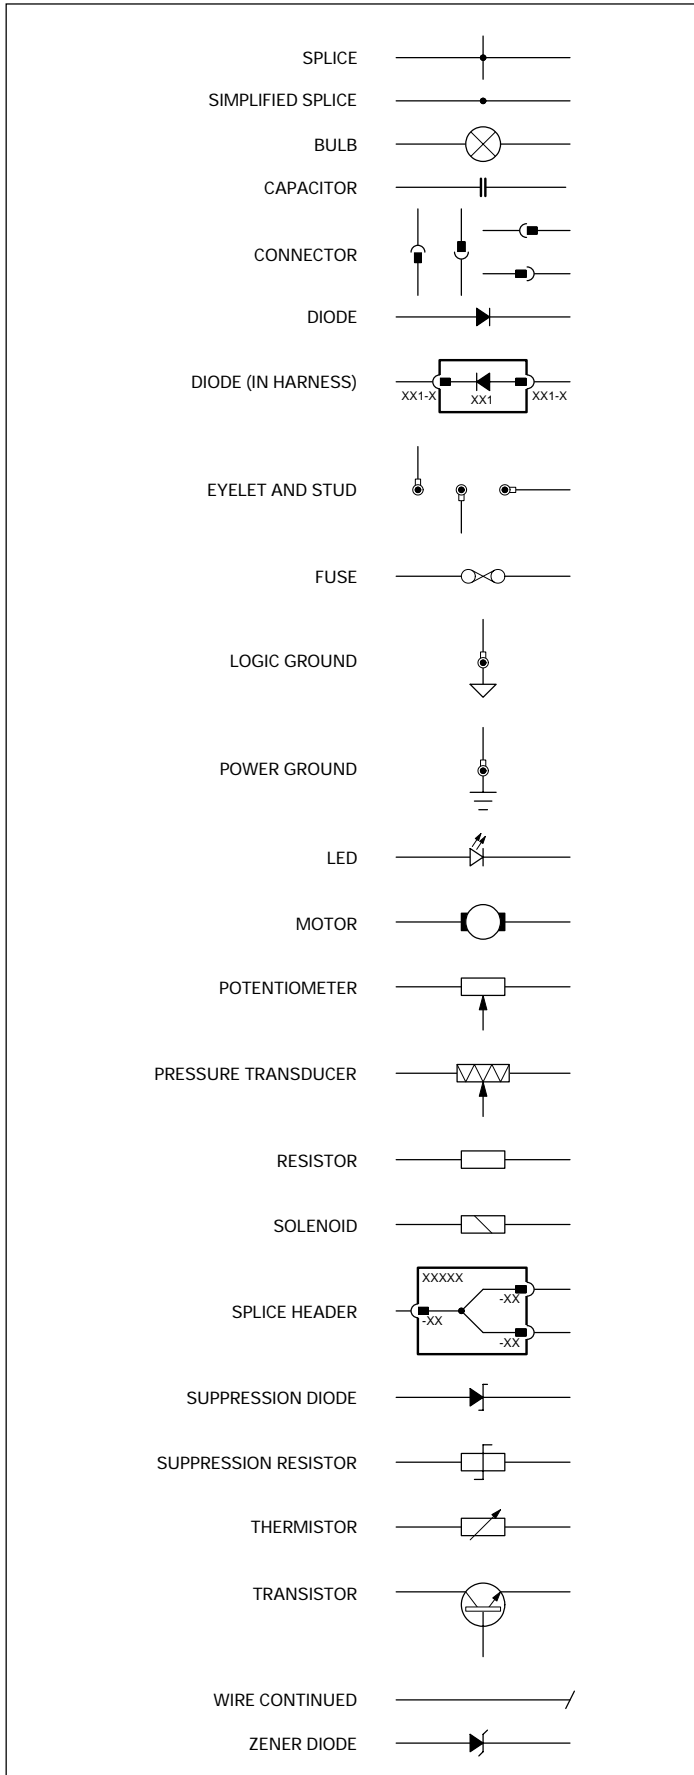 SPLICE
SIMPLIFIED SPLICE
BULB
CAPACITOR
CONNECTOR
DIODE
DIODE (IN HARNESS)
XX1-X XX1 XX1-X
EYELET AND STUD
FUSE
LOGIC GROUND
POWER GROUND
LED
MOTOR
POTENTIOMETER
PRESSURE TRANSDUCER
RESISTOR
SOLENOID
XXXXX
-XX
SPLICE HEADER
-XX
-XX
SUPPRESSION DIODE
SUPPRESSION RESISTOR
THERMISTOR
TRANSISTOR
WIRE CONTINUED
ZENER DIODE